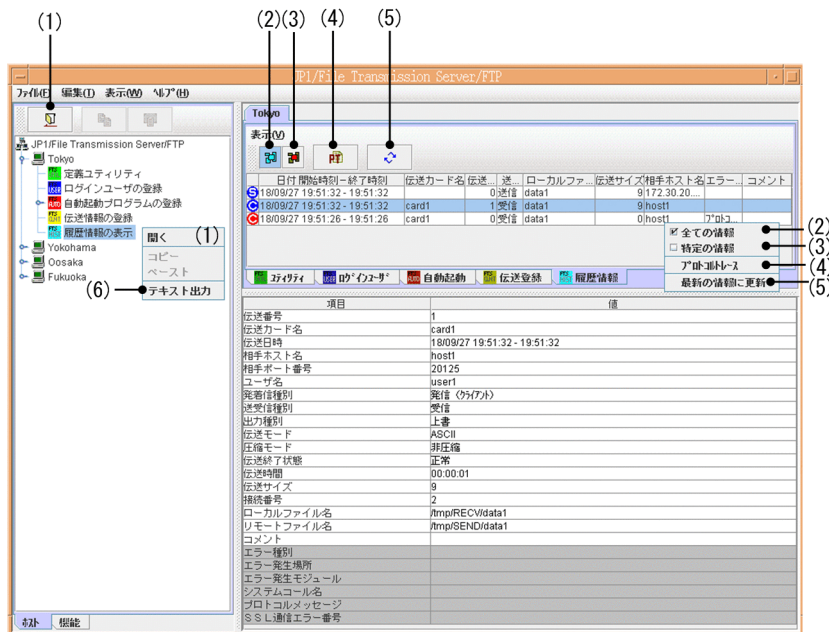 (1)
(2)(3)
(4)
(5)
JP1/File Transmission Server/FTP
ファイル(F) 編集(I) 表示(W) ヘルプ(H)
JP1/File Transmission Server/FTP
Tokyo
定義ユティリティ
ログインユーザの登録
自動起動プログラムの登録
伝送情報の登録
履歴情報の表示
Yokohama
Oosaka
Fukuoka
開く (1)
コピー
ペースト
(6) テキスト出力
ホスト 機能
Tokyo
表示(V)
PT
日付 開始時刻－終了時刻 伝送カード名 伝送... 送... ローカルファ... 伝送サイズ 相手ホスト名 エラー... コメント
S 18/09/27 19:51:32 - 19:51:32 0 送信 data1 9 172.30.20....
C 18/09/27 19:51:32 - 19:51:32 card1 1 受信 data1 9 host1
C 18/09/27 19:51:26 - 19:51:26 card1 0 受信 data1 0 host1 プロトコ...
全ての情報 (2)
特定の情報 (3)
プロトコルトレース (4)
最新の情報に更新 (5)
ユティリティ ログインユーザ 自動起動 伝送登録 履歴情報
項目 値
伝送番号 1
伝送カード名 card1
伝送日時 18/09/27 19:51:32 - 19:51:32
相手ホスト名 host1
相手ポート番号 20125
ユーザ名 user1
発着信種別 発信（クライアント）
送受信種別 受信
出力種別 上書
伝送モード ASCII
圧縮モード 非圧縮
伝送終了状態 正常
伝送時間 00:00:01
伝送サイズ 9
接続番号 2
ローカルファイル名 /tmp/RECV/data1
リモートファイル名 /tmp/SEND/data1
コメント
エラー種別
エラー発生場所
エラー発生モジュール
システムコール名
プロトコルメッセージ
ＳＳＬ通信エラー番号